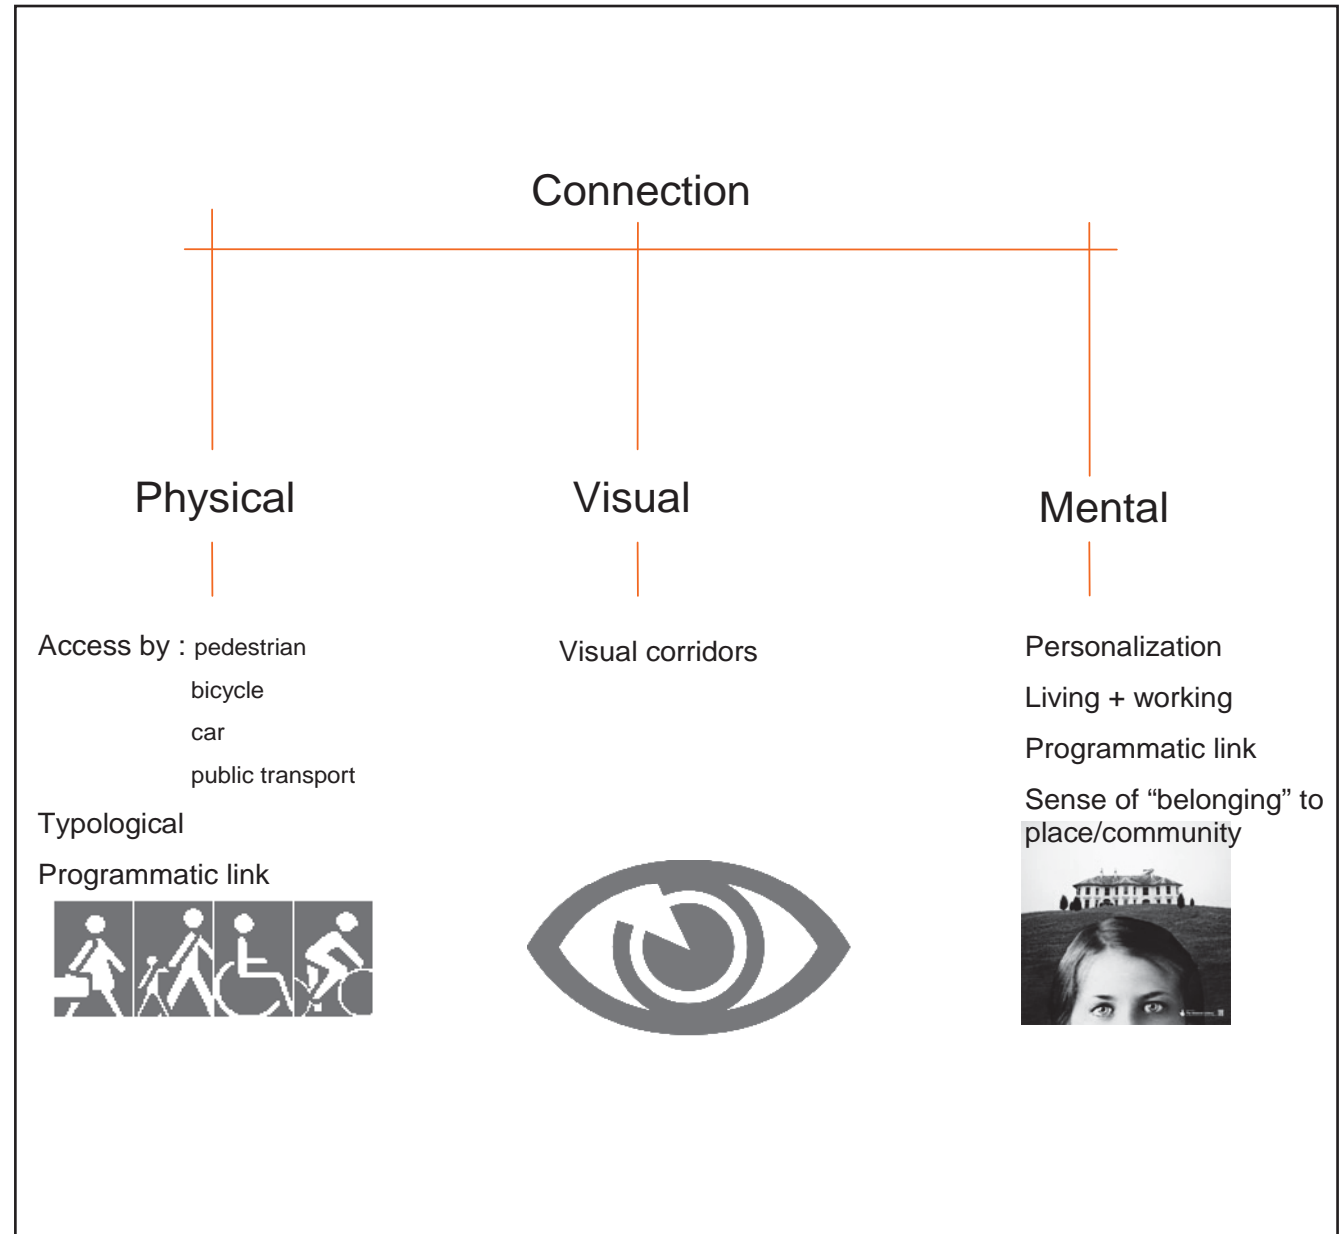 Connection
Physical
Visual
Mental
Access by : pedestrian
bicycle
car
public transport
Typological
Programmatic link
Visual corridors
Personalization
Living + working
Programmatic link
Sense of “belonging” to
place/community